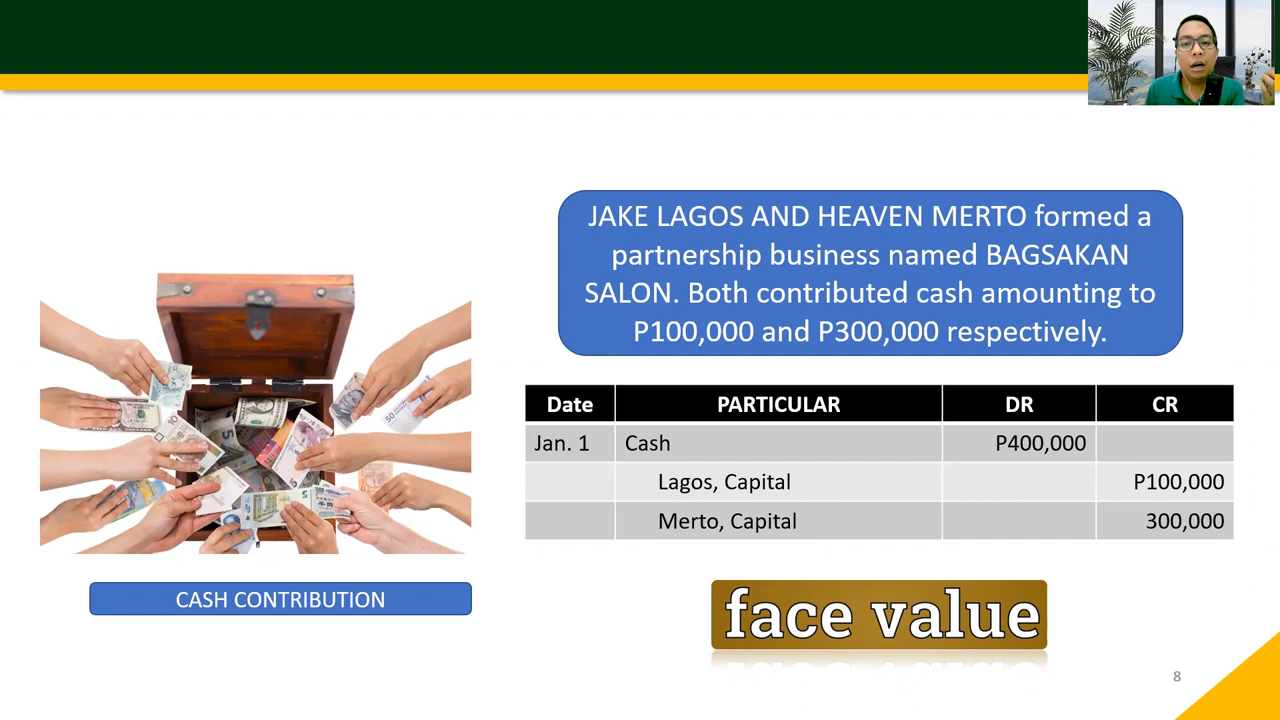 JAKE LAGOS AND HEAVEN MERTO formed a
partnership business named BAGSAKAN
SALON. Both contributed cash amounting to
P100,000 and P300,000 respectively.
Date PARTICULAR DR CR
Jan. 1 Cash P400,000
Lagos, Capital P100,000
Merto, Capital 300,000
CASH CONTRIBUTION
face value
8